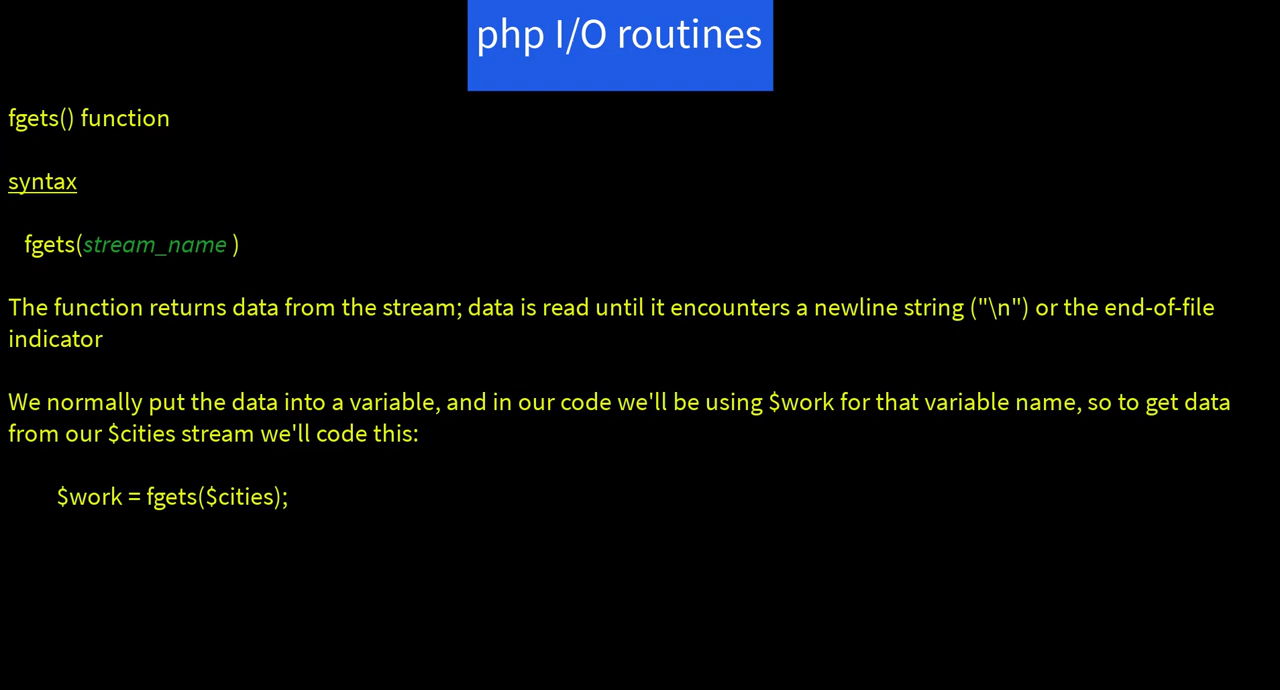 php I/O routines
fgets() function
syntax
fgets(stream_name )
The function returns data from the stream; data is read until it encounters a newline string ("\n") or the end-of-file
indicator
We normally put the data into a variable, and in our code we'll be using $work for that variable name, so to get data
from our $cities stream we'll code this:
$work = fgets($cities);